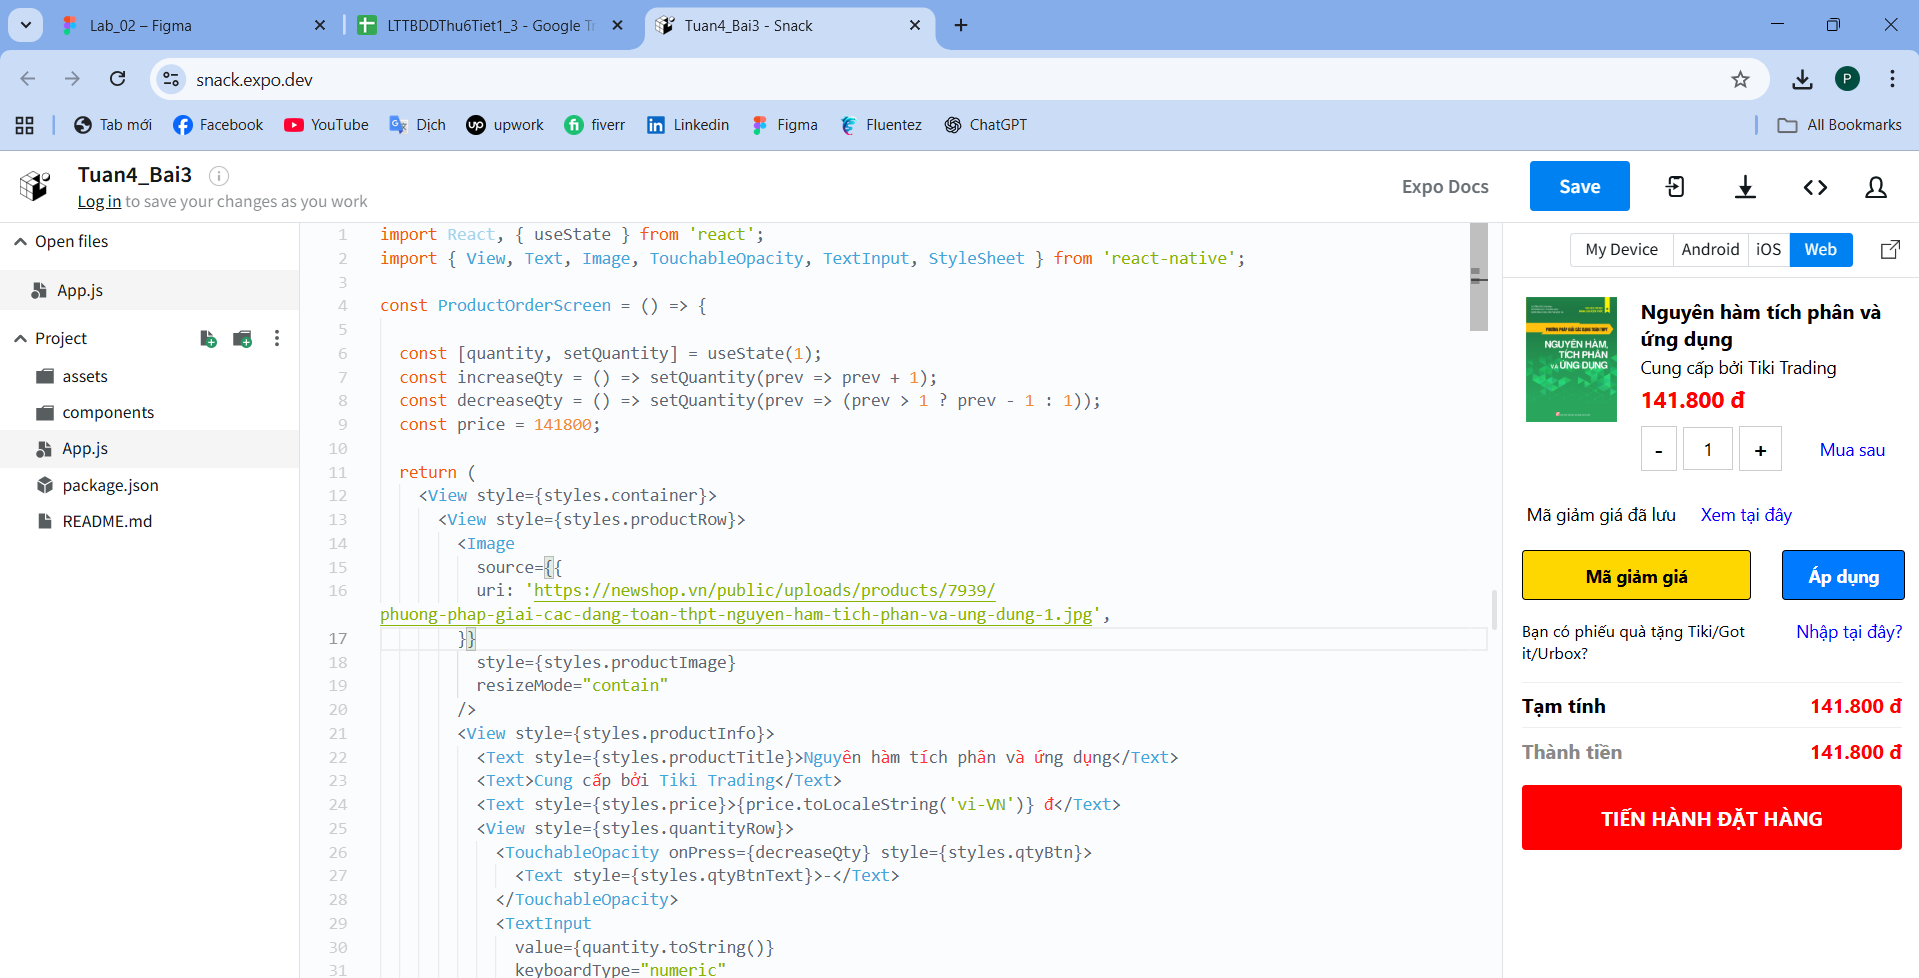 Lab_02 – Figma
LTTBDDThu6Tiet1_3 - Google Tr
Tuan4_Bai3 - Snack
snack.expo.dev
P
Tab mới
Facebook
YouTube
Dịch
upwork
fiverr
Linkedin
Figma
Fluentez
ChatGPT
All Bookmarks
Tuan4_Bai3
Log in to save your changes as you work
Expo Docs
Save
Open files
App.js
Project
assets
components
App.js
package.json
README.md
1 import React, { useState } from 'react';
2 import { View, Text, Image, TouchableOpacity, TextInput, StyleSheet } from 'react-native';
3
4 const ProductOrderScreen = () => {
5
6 const [quantity, setQuantity] = useState(1);
7 const increaseQty = () => setQuantity(prev => prev + 1);
8 const decreaseQty = () => setQuantity(prev => (prev > 1 ? prev - 1 : 1));
9 const price = 141800;
10
11 return (
12 <View style={styles.container}>
13 <View style={styles.productRow}>
14 <Image
15 source={{
16 uri: 'https://newshop.vn/public/uploads/products/7939/
phuong-phap-giai-cac-dang-toan-thpt-nguyen-ham-tich-phan-va-ung-dung-1.jpg',
17 }}
18 style={styles.productImage}
19 resizeMode="contain"
20 />
21 <View style={styles.productInfo}>
22 <Text style={styles.productTitle}>Nguyên hàm tích phân và ứng dụng</Text>
23 <Text>Cung cấp bởi Tiki Trading</Text>
24 <Text style={styles.price}>{price.toLocaleString('vi-VN')} đ</Text>
25 <View style={styles.quantityRow}>
26 <TouchableOpacity onPress={decreaseQty} style={styles.qtyBtn}>
27 <Text style={styles.qtyBtnText}>-</Text>
28 </TouchableOpacity>
29 <TextInput
30 value={quantity.toString()}
31 keyboardType="numeric"
My Device
Android
iOS
Web
PHƯƠNG PHÁP GIẢI CÁC DẠNG TOÁN THPT
NGUYÊN HÀM,
TÍCH PHÂN
VÀ ỨNG DỤNG
Nguyên hàm tích phân và
ứng dụng
Cung cấp bởi Tiki Trading
141.800 đ
- 1 +
Mua sau
Mã giảm giá đã lưu
Xem tại đây
Mã giảm giá
Áp dụng
Bạn có phiếu quà tặng Tiki/Got
it/Urbox?
Nhập tại đây?
Tạm tính
141.800 đ
Thành tiền
141.800 đ
TIẾN HÀNH ĐẶT HÀNG